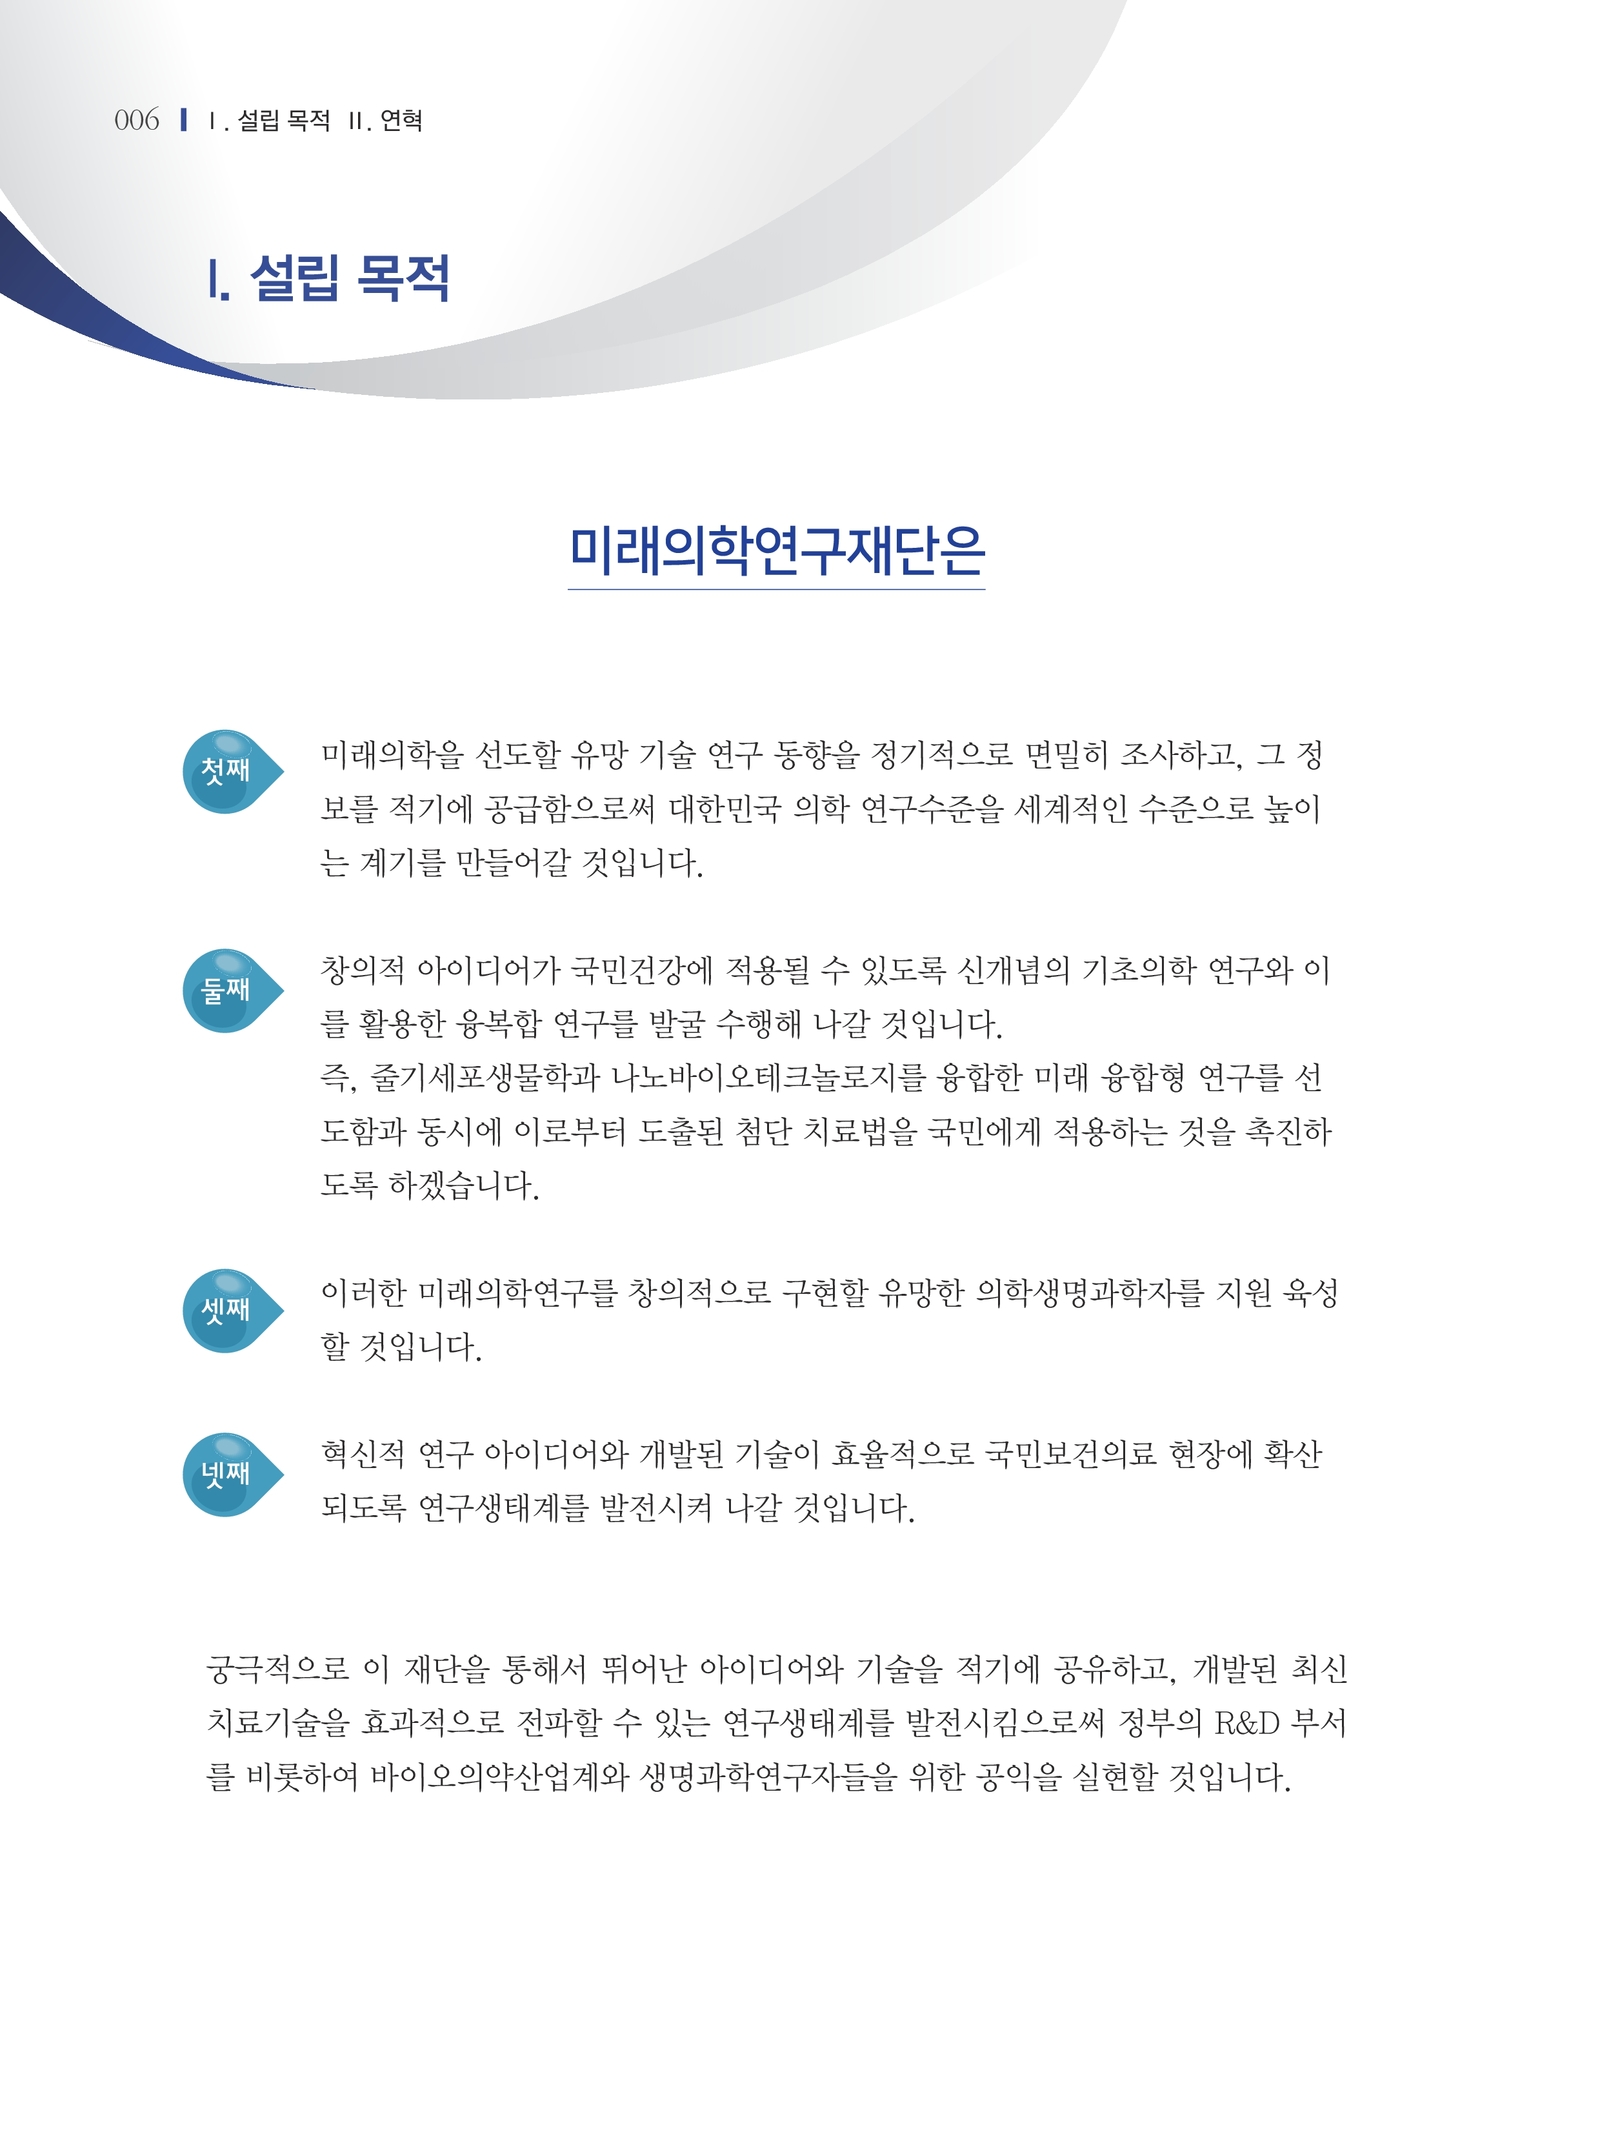 006 Ⅰ. 설립 목적 Ⅱ. 연혁
Ⅰ. 설립 목적
미래의학연구재단은
첫째
미래의학을 선도할 유망 기술 연구 동향을 정기적으로 면밀히 조사하고, 그 정
보를 적기에 공급함으로써 대한민국 의학 연구수준을 세계적인 수준으로 높이
는 계기를 만들어갈 것입니다.
둘째
창의적 아이디어가 국민건강에 적용될 수 있도록 신개념의 기초의학 연구와 이
를 활용한 융복합 연구를 발굴 수행해 나갈 것입니다.
즉, 줄기세포생물학과 나노바이오테크놀로지를 융합한 미래 융합형 연구를 선
도함과 동시에 이로부터 도출된 첨단 치료법을 국민에게 적용하는 것을 촉진하
도록 하겠습니다.
셋째
이러한 미래의학연구를 창의적으로 구현할 유망한 의학생명과학자를 지원 육성
할 것입니다.
넷째
혁신적 연구 아이디어와 개발된 기술이 효율적으로 국민보건의료 현장에 확산
되도록 연구생태계를 발전시켜 나갈 것입니다.
궁극적으로 이 재단을 통해서 뛰어난 아이디어와 기술을 적기에 공유하고, 개발된 최신
치료기술을 효과적으로 전파할 수 있는 연구생태계를 발전시킴으로써 정부의 R&D 부서
를 비롯하여 바이오의약산업계와 생명과학연구자들을 위한 공익을 실현할 것입니다.